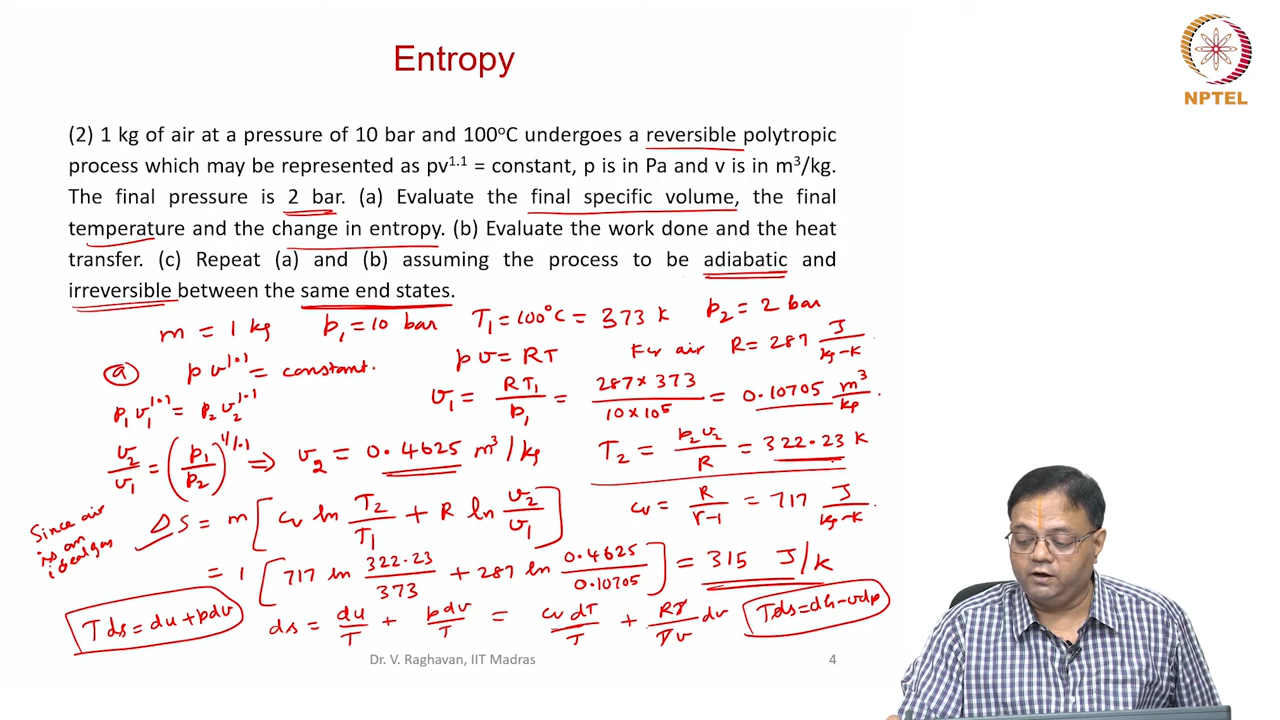 Entropy
NPTEL
(2) 1 kg of air at a pressure of 10 bar and 100°C undergoes a reversible polytropic
process which may be represented as pv^1.1 = constant, p is in Pa and v is in m³/kg.
The final pressure is 2 bar. (a) Evaluate the final specific volume, the final
temperature and the change in entropy. (b) Evaluate the work done and the heat
transfer. (c) Repeat (a) and (b) assuming the process to be adiabatic and
irreversible between the same end states.
m = 1 kg p₁ = 10 bar T₁ = 100°C = 373 K p₂ = 2 bar
(a) pv^1.1 = constant. pv = RT For air R = 287 J/kg-K
p₁v₁^1.1 = p₂v₂^1.1 v₁ = RT₁/p₁ = 287×373/10×10⁵ = 0.10705 m³/kg.
v₂/v₁ = (p₁/p₂)^1/1.1 ⇒ v₂ = 0.4625 m³/kg T₂ = p₂v₂/R = 322.23 K
Since air is an ideal gas ΔS = m[cv ln T₂/T₁ + R ln v₂/v₁] cv = R/γ-1 = 717 J/kg-K.
= 1[717 ln 322.23/373 + 287 ln 0.4625/0.10705] = 315 J/K
Tds = du + pdv ds = du/T + pdv/T = cv dT/T + RT/Tv dv Tds = dh - vdp
Dr. V. Raghavan, IIT Madras 4